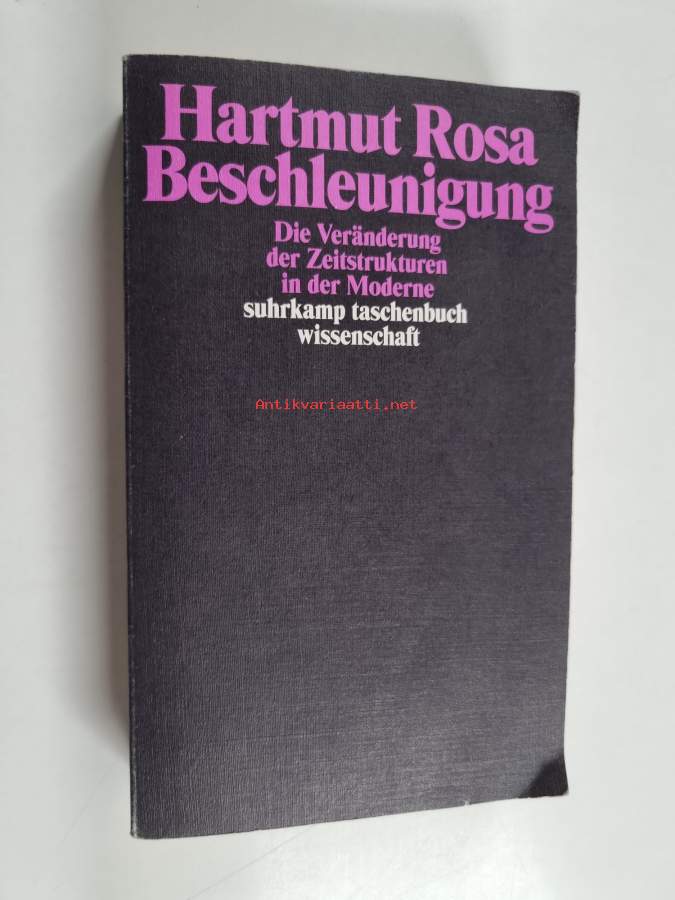 Hartmut Rosa
Beschleunigung
Die Veränderung
der Zeitstrukturen
in der Moderne
suhrkamp taschenbuch
wissenschaft
Antikvariaatti.net